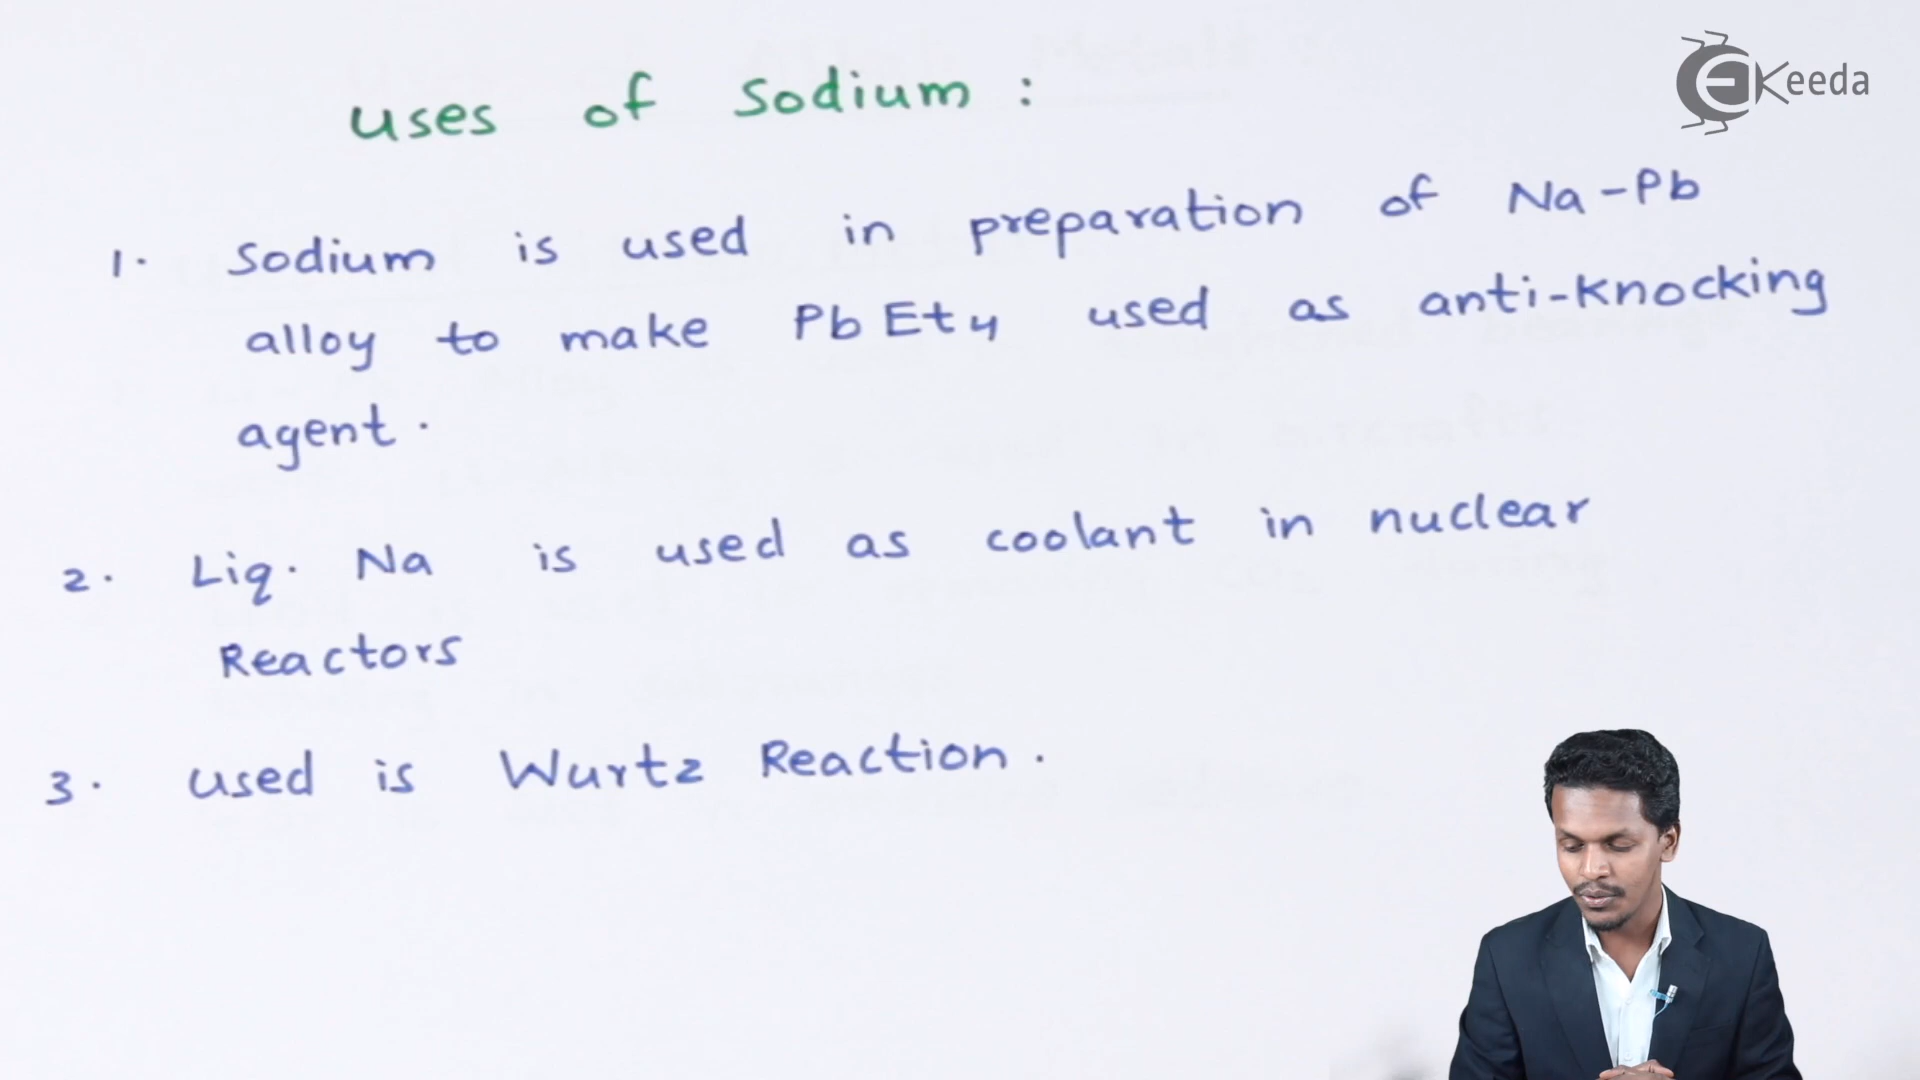 Keeda
uses of sodium :
1. Sodium is used in preparation of Na-Pb
alloy to make PbEt4 used as anti-knocking
agent.
2. Liq. Na is used as coolant in nuclear
Reactors
3. used is Wurtz Reaction.